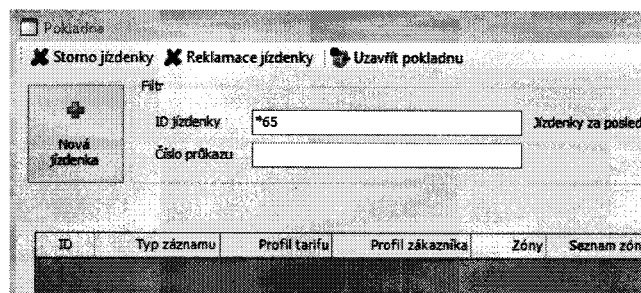 Pokladna
Storno jízdenky Reklamace jízdenky Uzavřít pokladnu
Filtr
ID jízdenky *65 Jízdenky za posled
Nová
jízdenka
Číslo průkazu
ID Typ záznamu Profil tarifu Profil zákazníka Zóny Seznam zón